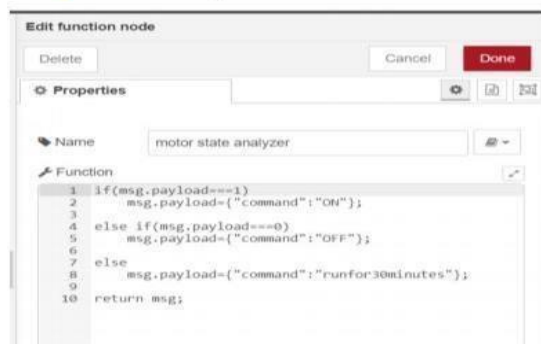 Edit function node
Delete Cancel Done
Properties
Name motor state analyzer
Function
1 if(msg.payload===1)
2 msg.payload={"command":"ON"};
3
4 else if(msg.payload===0)
5 msg.payload={"command":"OFF"};
6
7 else
8 msg.payload={"command":"runfor30minutes"};
9
10 return msg;